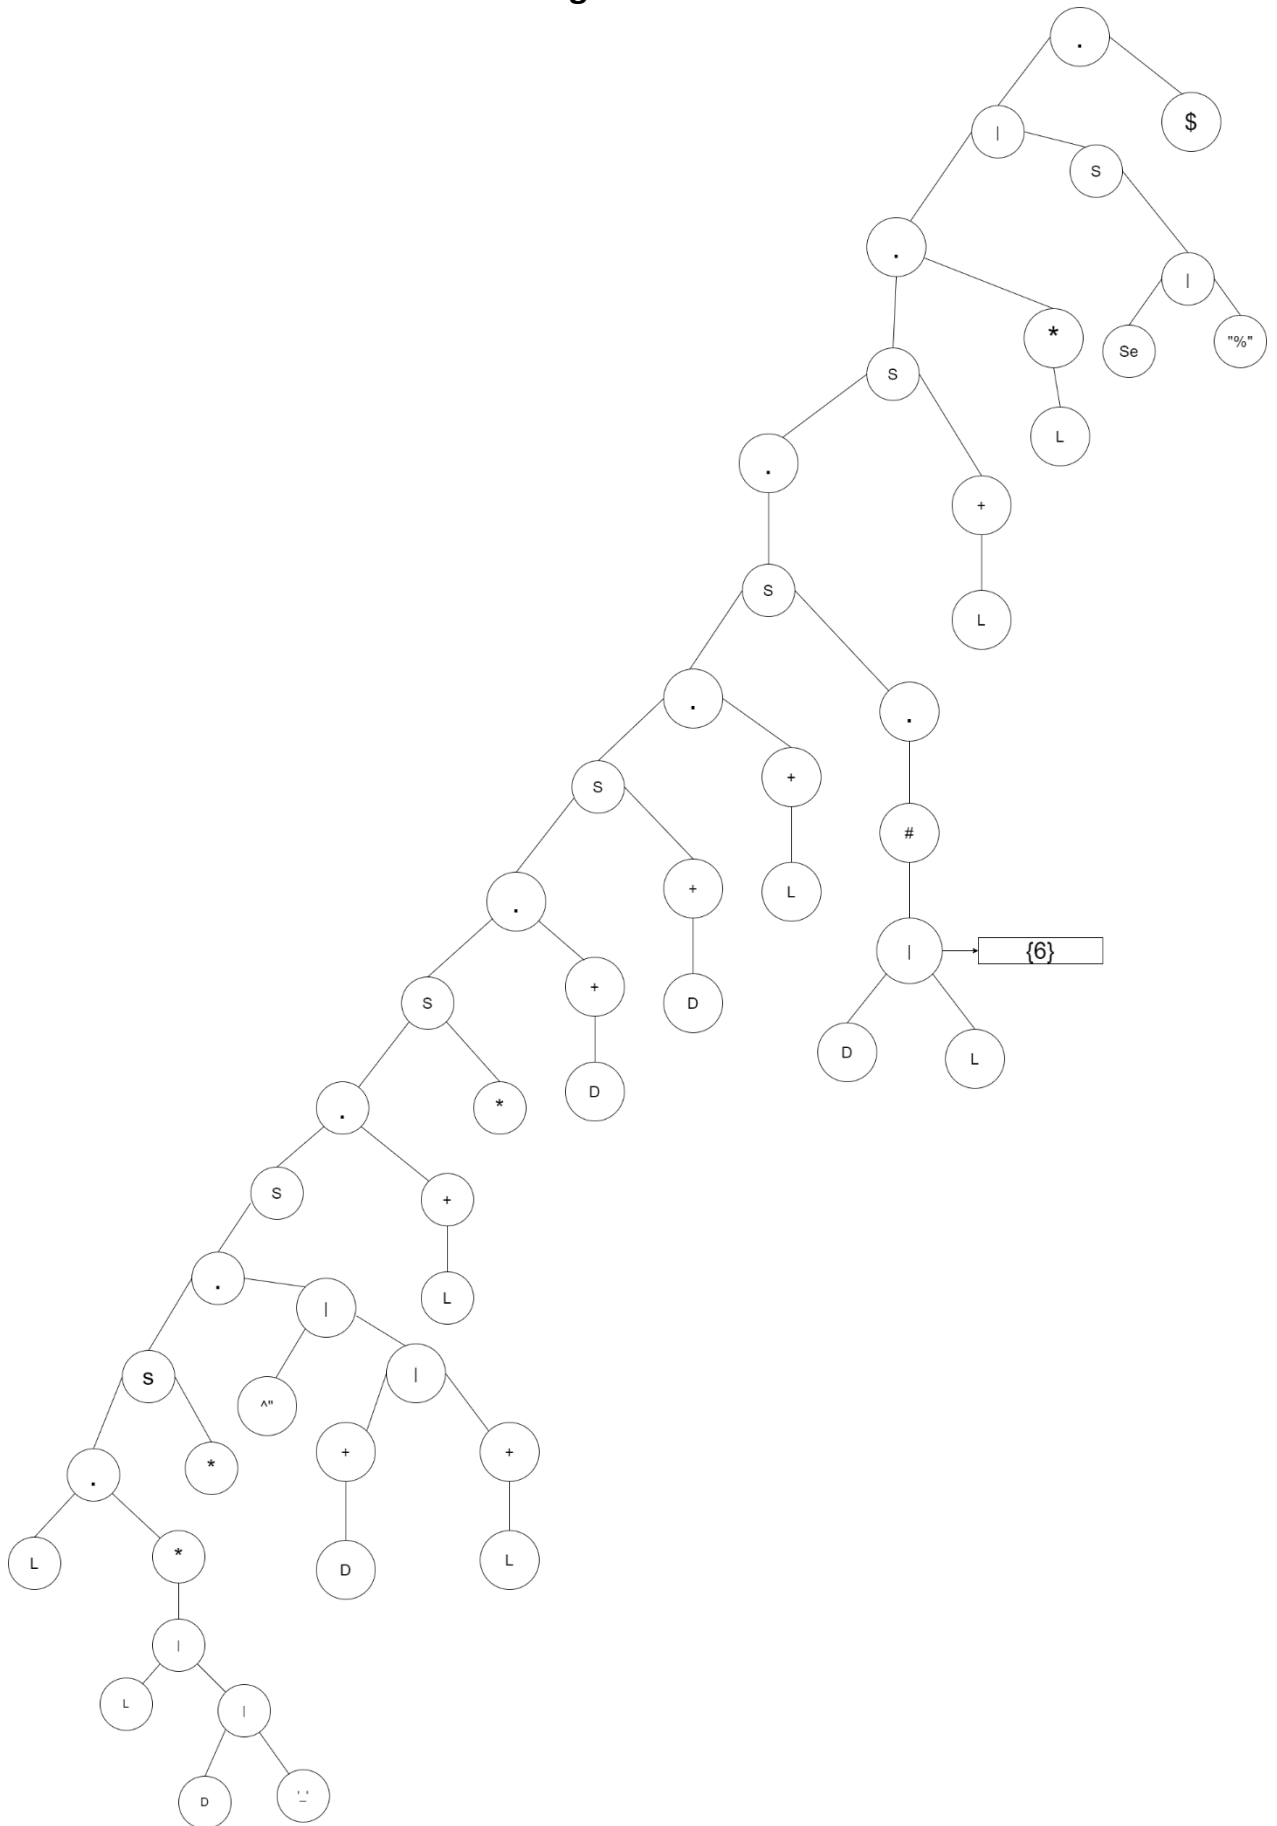 g
.
$
|
S
.
|
*
Se
"%"
S
L
.
+
S
L
.
.
+
S
#
+
L
.
|
{6}
+
S
D
D
L
D
.
*
S
+
.
L
|
S
|
^"
.
*
+
+
L
*
D
L
|
L
|
D
'_'